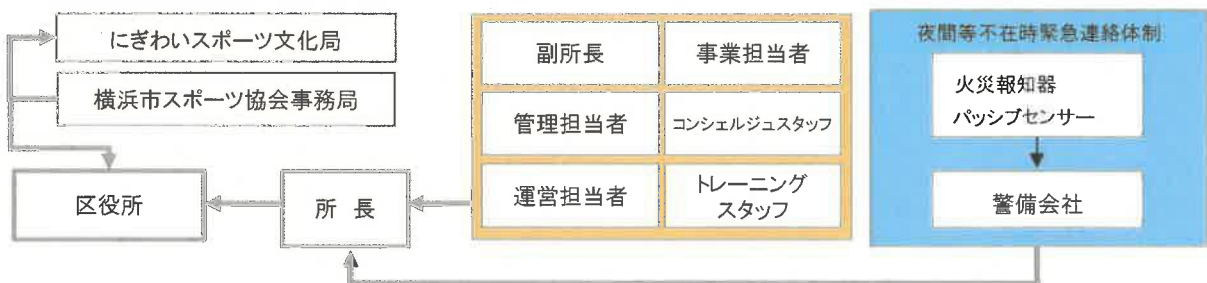 にぎわいスポーツ文化局
横浜市スポーツ協会事務局
区役所
所 長
副所長
事業担当者
管理担当者
コンシェルジュスタッフ
運営担当者
トレーニング
スタッフ
夜間等不在時緊急連絡体制
火災報知器
パッシブセンサー
警備会社